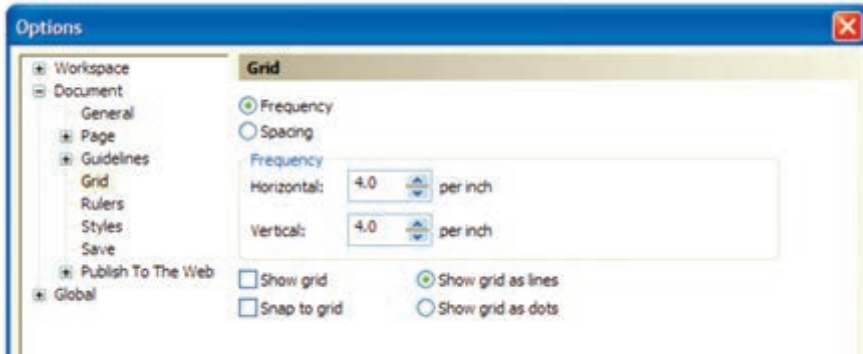 Options
Workspace
Document
General
Page
Guidelines
Grid
Rulers
Styles
Save
Publish To The Web
Global
Grid
Frequency
Spacing
Frequency
Horizontal: 4.0 per inch
Vertical: 4.0 per inch
Show grid Show grid as lines
Snap to grid Show grid as dots